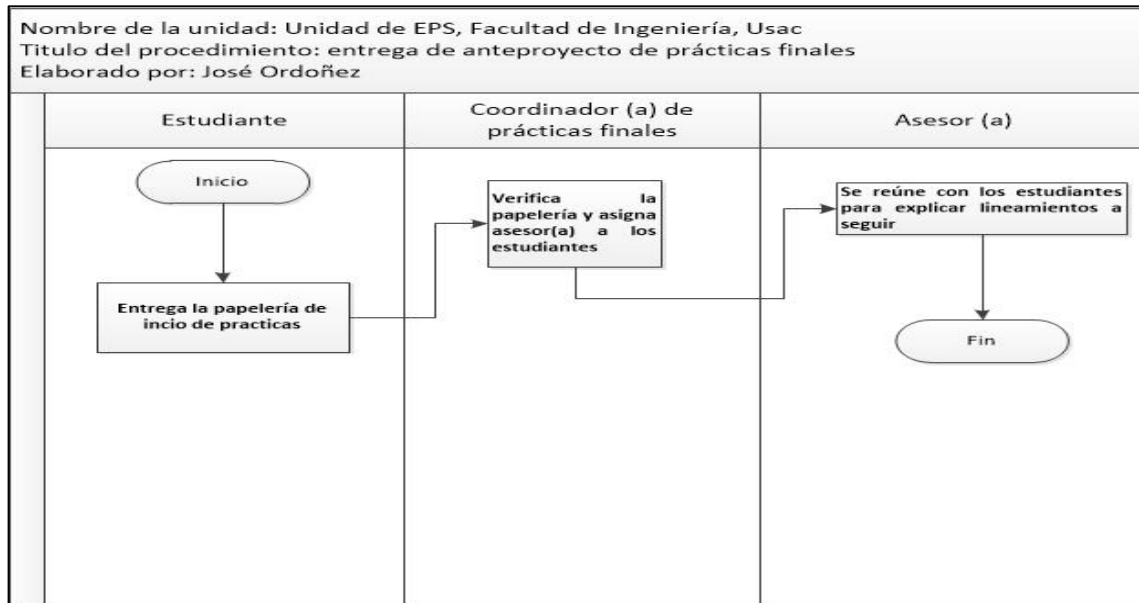 Nombre de la unidad: Unidad de EPS, Facultad de Ingeniería, Usac
Titulo del procedimiento: entrega de anteproyecto de prácticas finales
Elaborado por: José Ordoñez
Estudiante
Coordinador (a) de
prácticas finales
Asesor (a)
Inicio
Entrega la papelería de
incio de practicas
Verifica la
papelería y asigna
asesor(a) a los
estudiantes
Se reúne con los estudiantes
para explicar lineamientos a
seguir
Fin